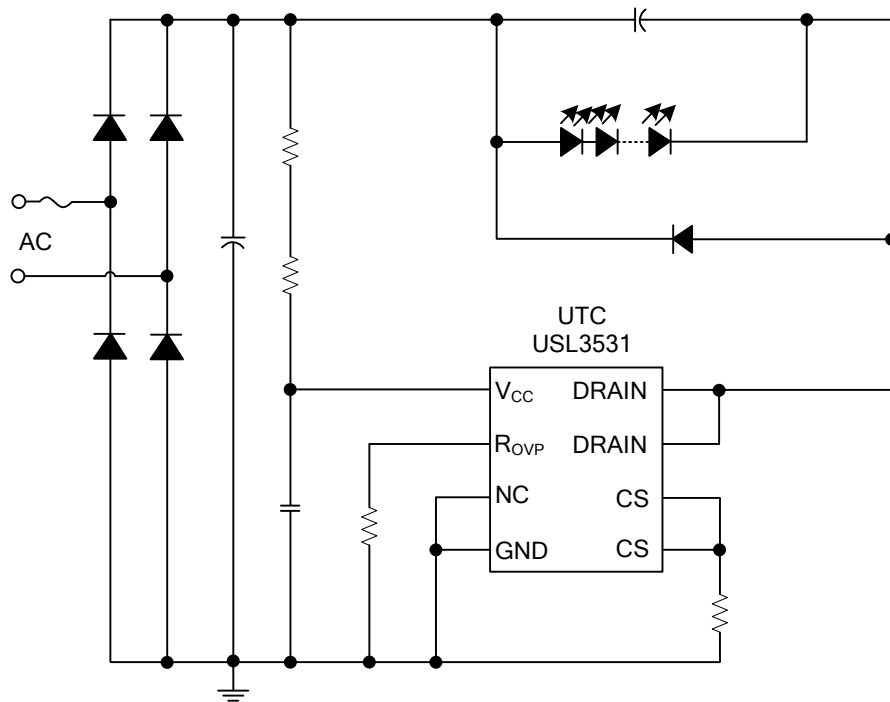 AC
UTC
USL3531
VCC DRAIN
ROVP DRAIN
NC CS
GND CS